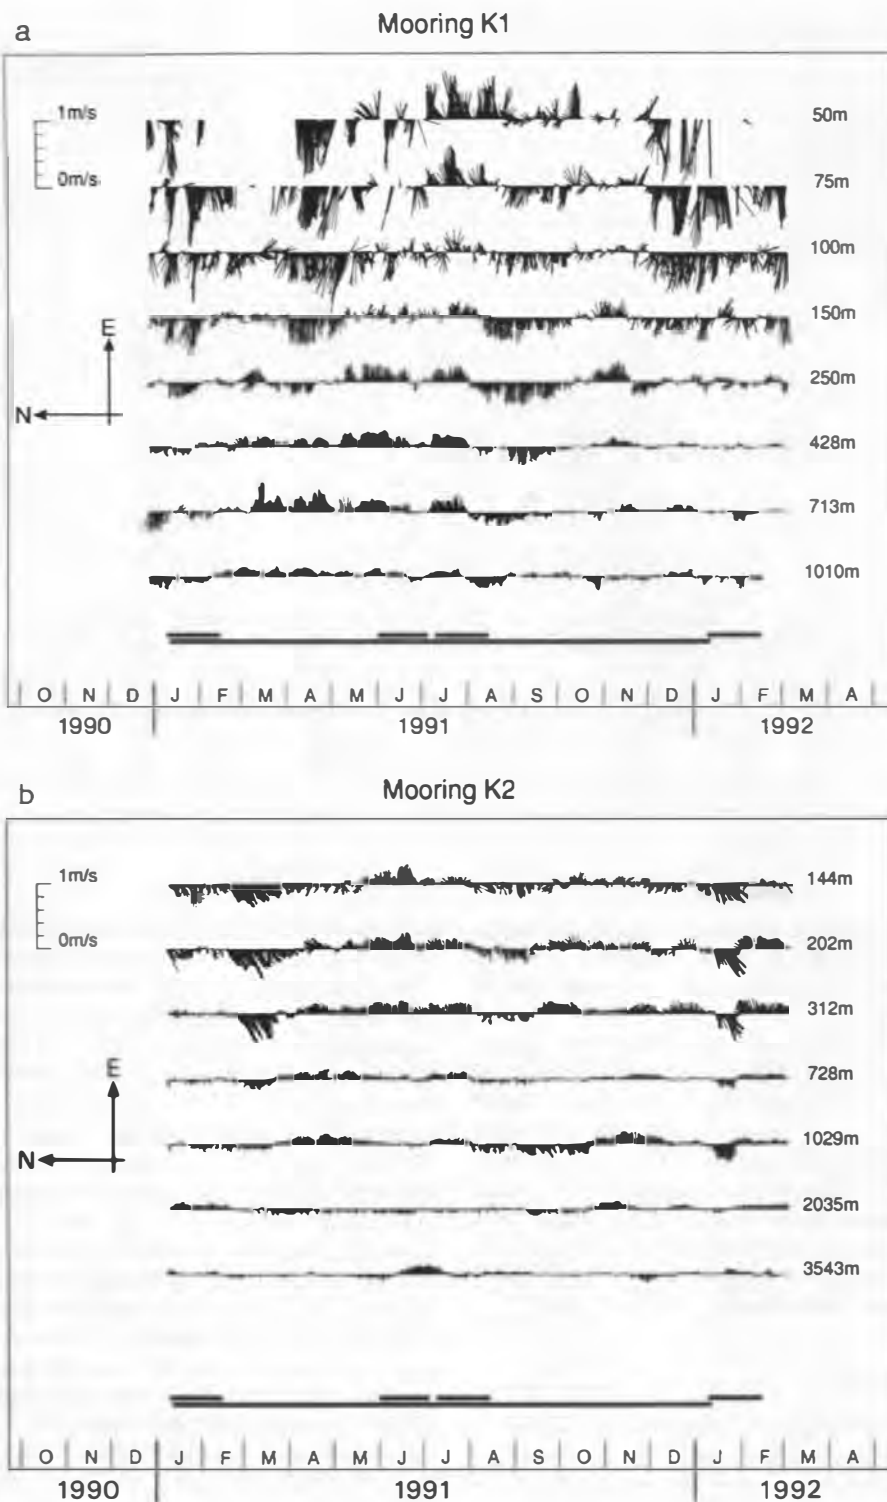 a
Mooring K1
50m
1m/s
0m/s
75m
100m
150m
E
250m
N
428m
713m
1010m
O N D J F M A M J J A S O N D J F M A
1990 1991 1992
b
Mooring K2
1m/s
144m
0m/s
202m
312m
E
728m
N
1029m
2035m
3543m
O N D J F M A M J J A S O N D J F M A
1990 1991 1992